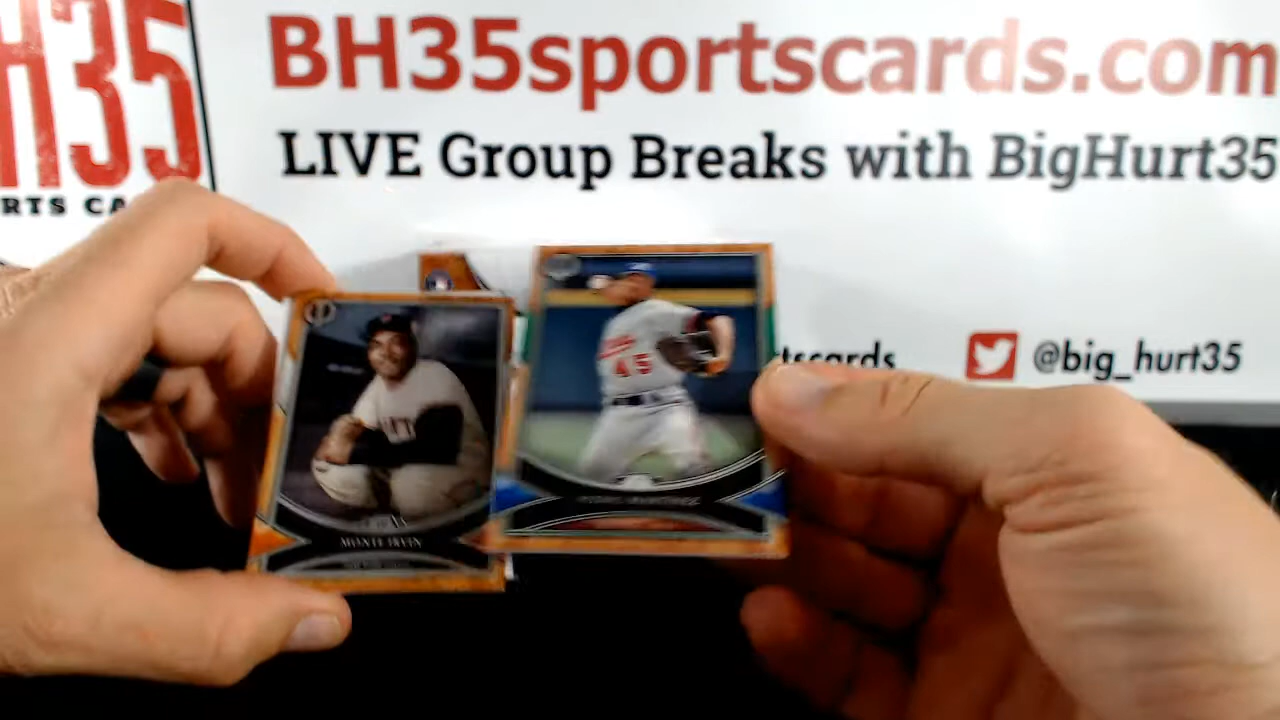 H35
RTS CA
BH35sportscards.com
LIVE Group Breaks with BigHurt35
tscards
@big_hurt35
45
MONTE IRVIN